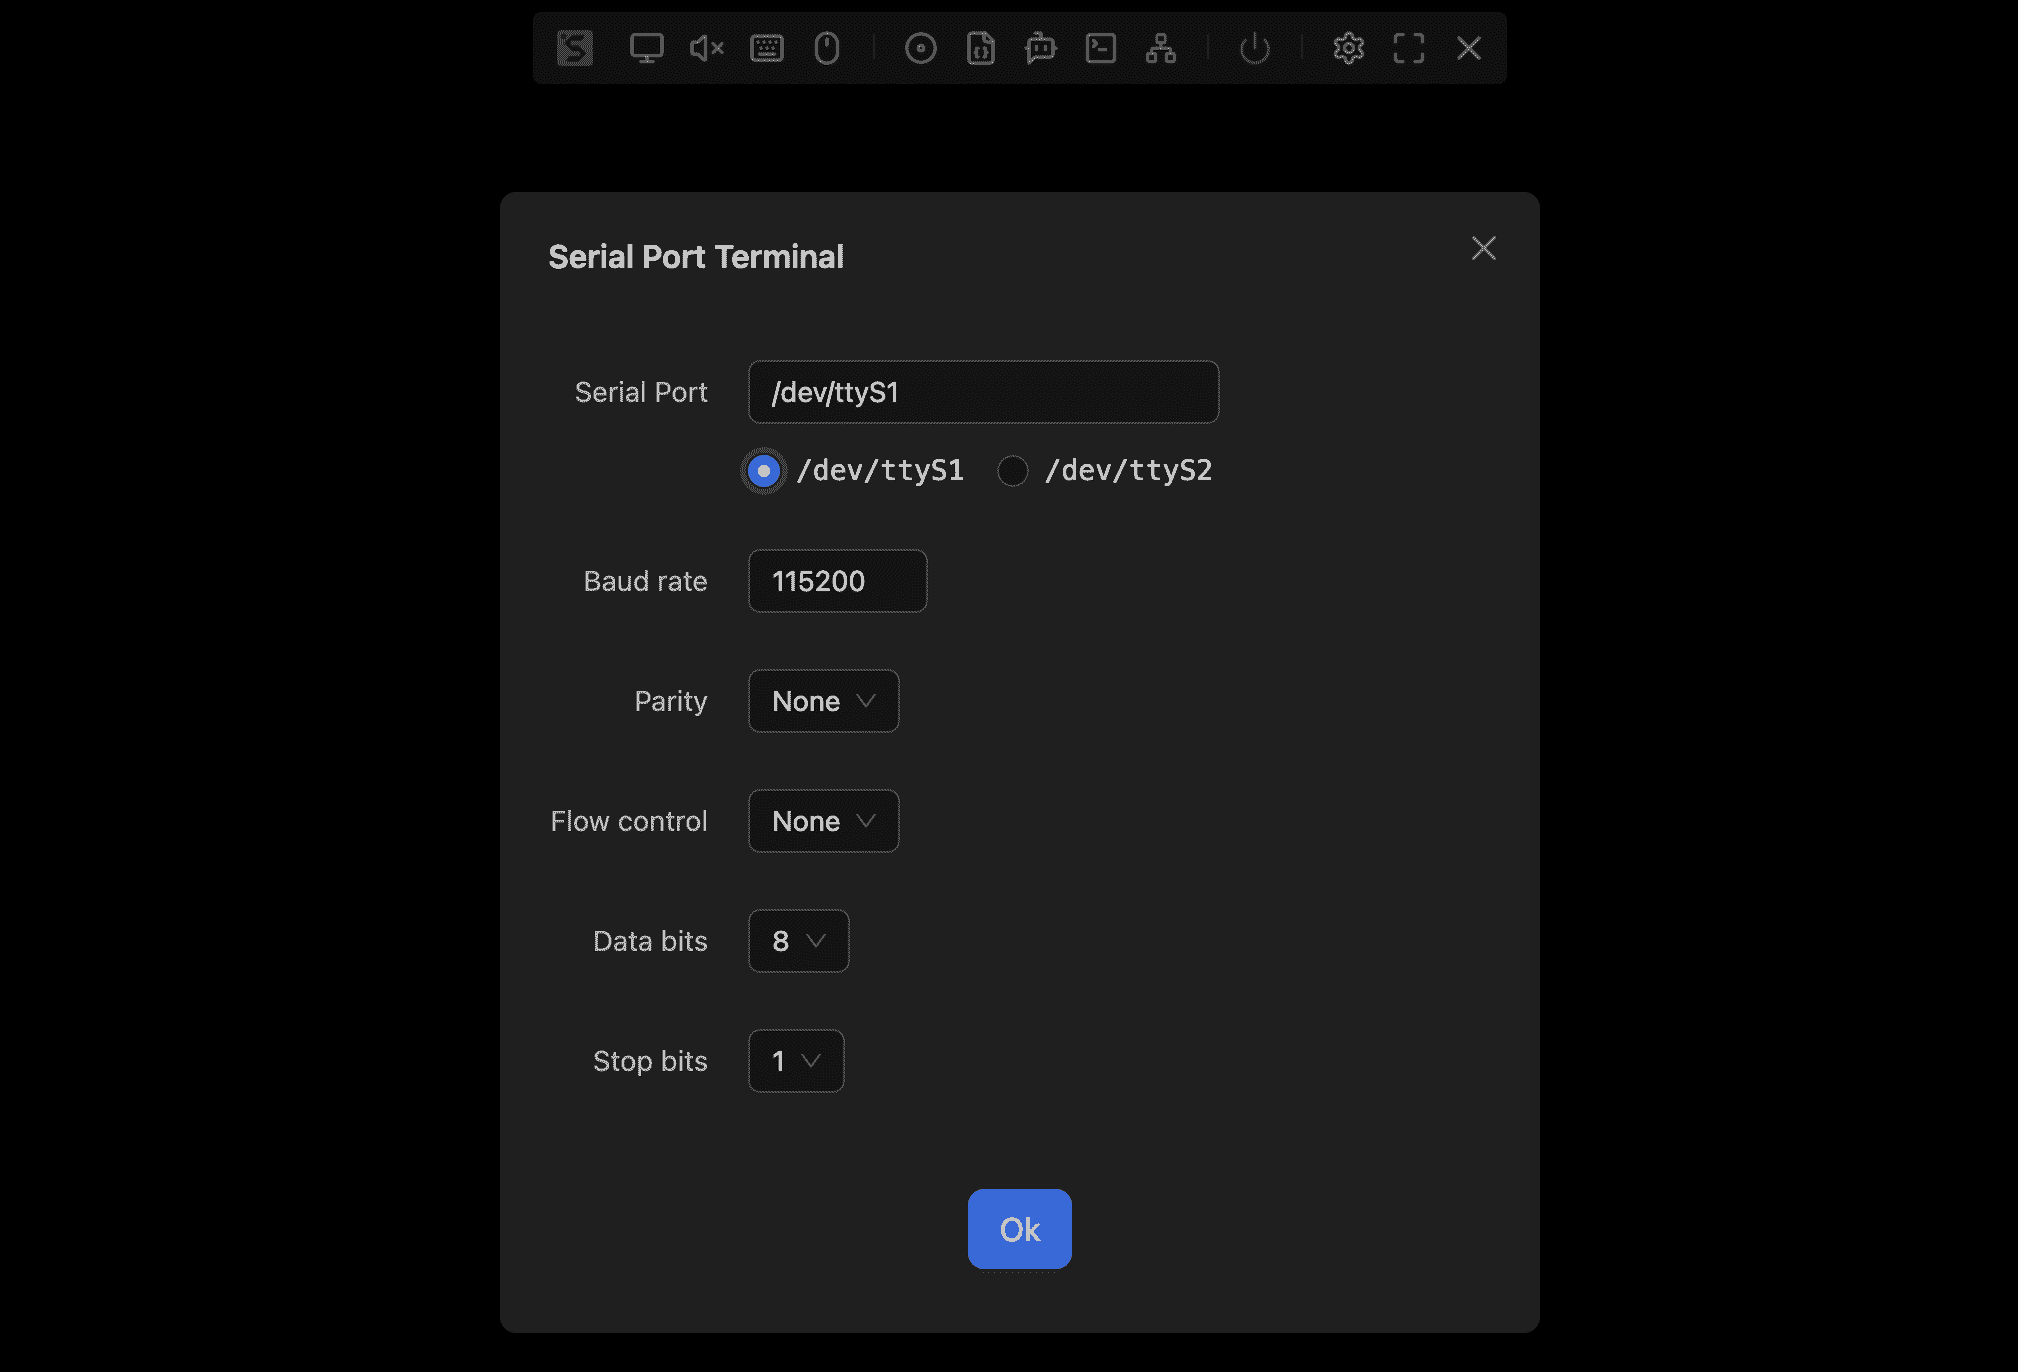 Serial Port Terminal
Serial Port
/dev/ttyS1
/dev/ttyS1
/dev/ttyS2
Baud rate
115200
Parity
None
Flow control
None
Data bits
8
Stop bits
1
Ok